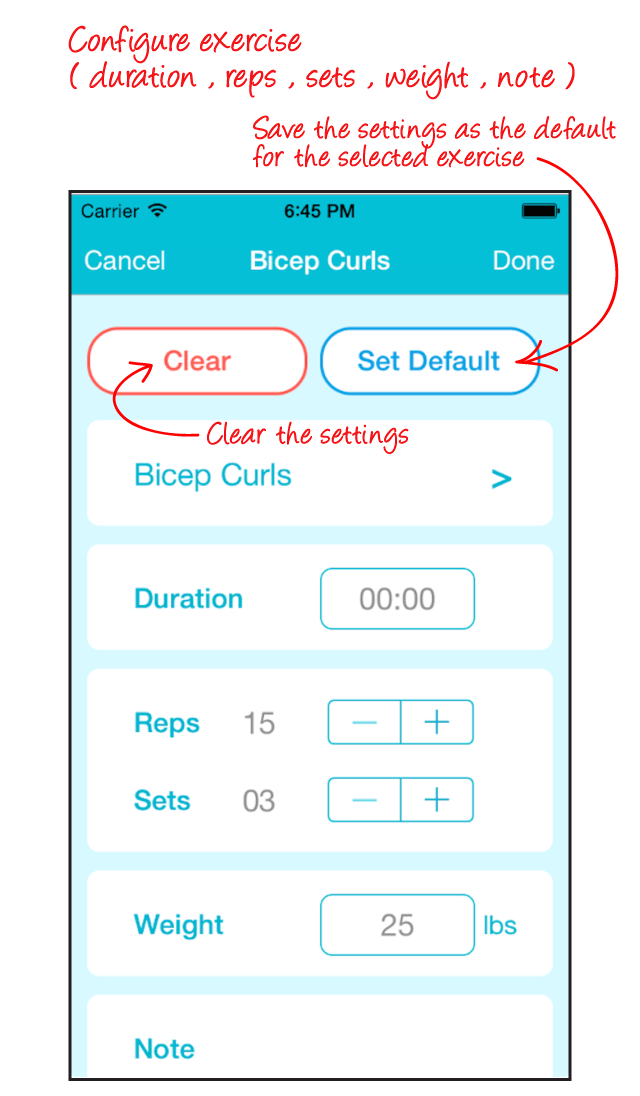 Configure exercise
( duration , reps , sets , weight , note )
Save the settings as the default
for the selected exercise
Carrier 6:45 PM
Cancel Bicep Curls Done
Clear Set Default
Clear the settings
Bicep Curls >
Duration 00:00
Reps 15 − +
Sets 03 − +
Weight 25 lbs
Note